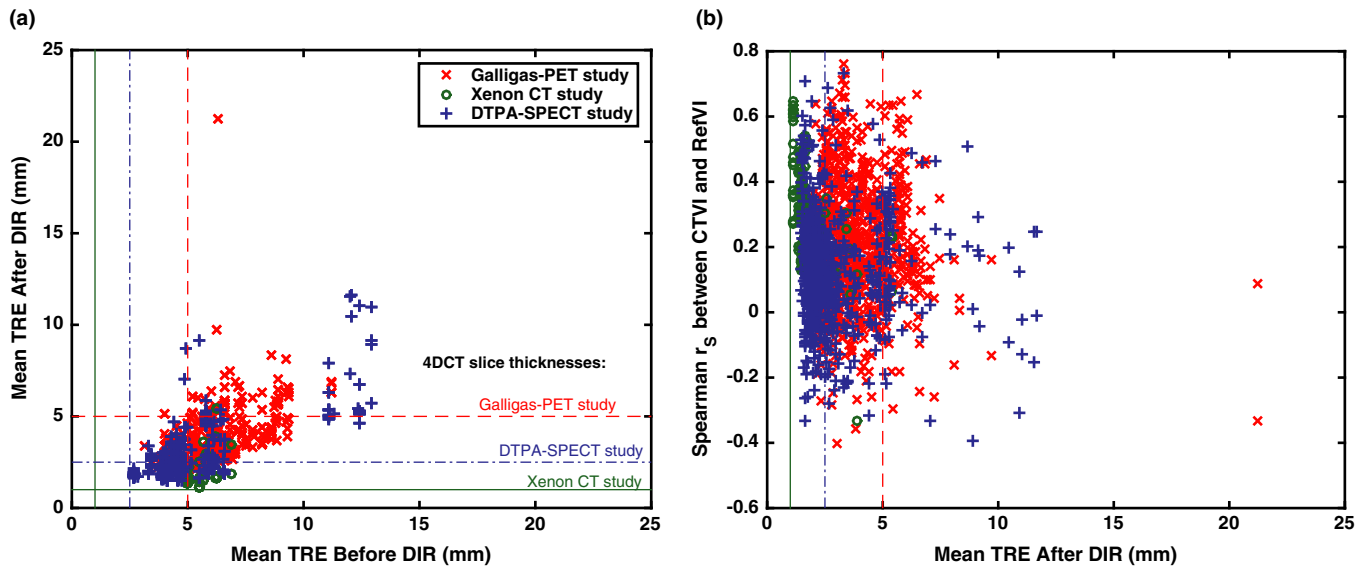 (a)
25
20
15
10
5
0
0 5 10 15 20 25
Mean TRE After DIR (mm)
Mean TRE Before DIR (mm)
Galligas-PET study
Xenon CT study
DTPA-SPECT study
4DCT slice thicknesses:
Galligas-PET study
DTPA-SPECT study
Xenon CT study
(b)
0.8
0.6
0.4
0.2
0
-0.2
-0.4
-0.6
0 5 10 15 20 25
Spearman rS between CTVI and RefVI
Mean TRE After DIR (mm)